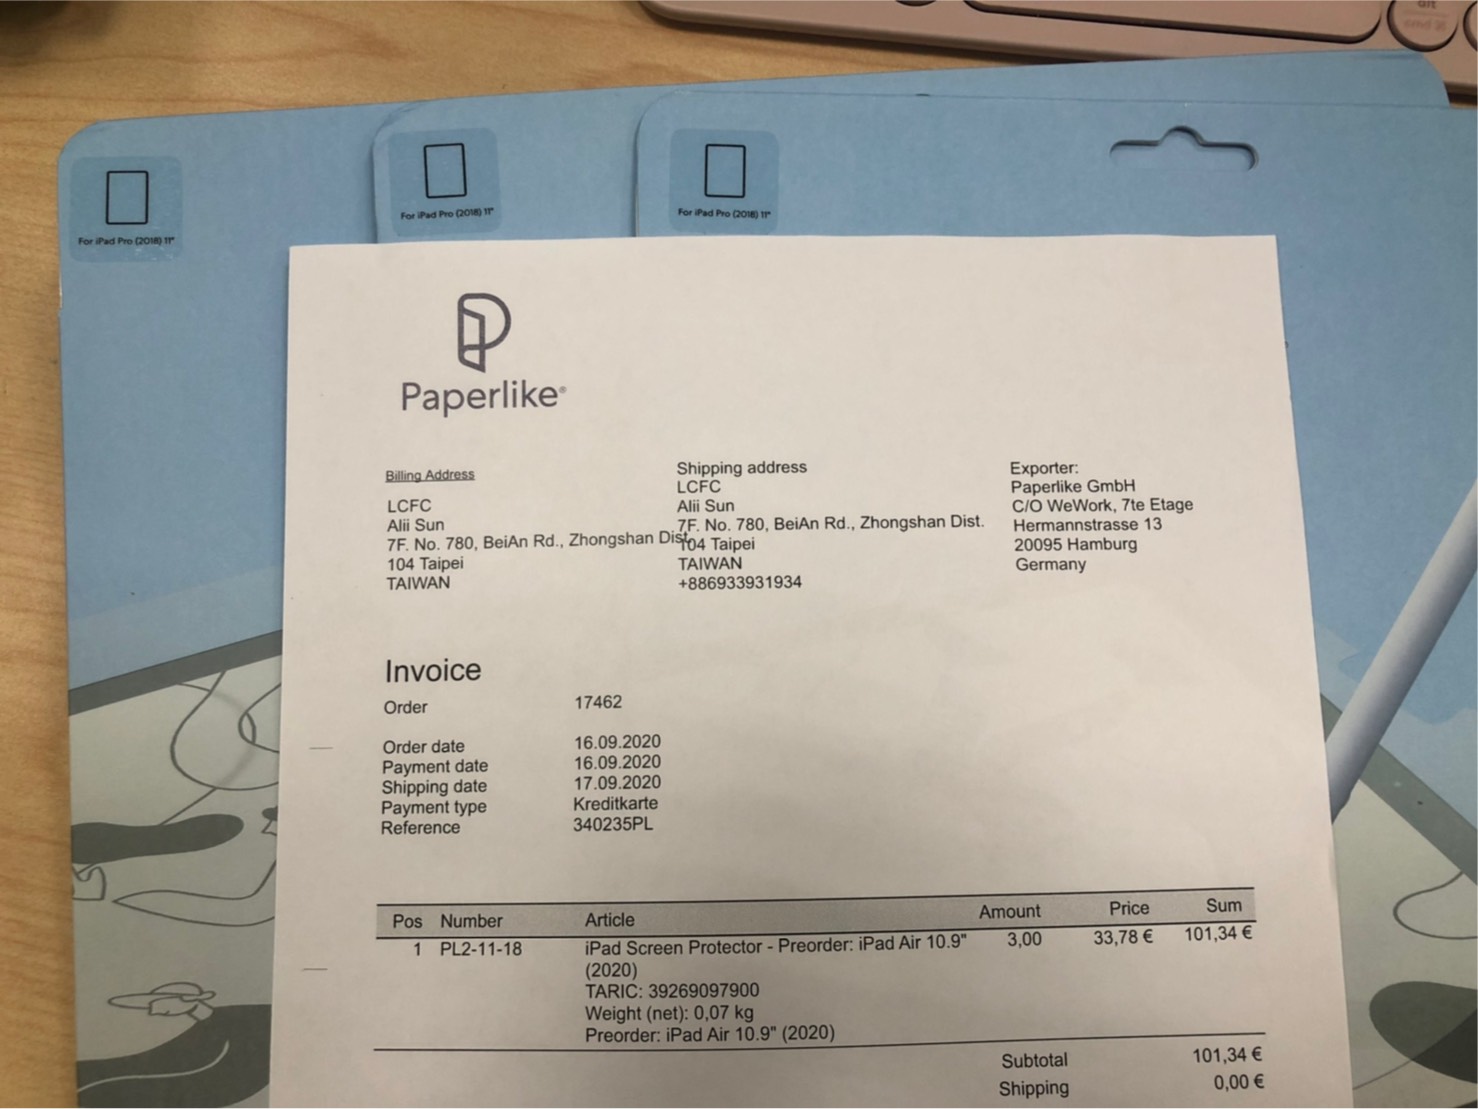 For iPad Pro (2018) 11"
For iPad Pro (2018) 11"
For iPad Pro (2018) 11"
Paperlike®
Billing Address
LCFC
Alii Sun
7F. No. 780, BeiAn Rd., Zhongshan Dist.
104 Taipei
TAIWAN
Shipping address
LCFC
Alii Sun
7F. No. 780, BeiAn Rd., Zhongshan Dist.
104 Taipei
TAIWAN
+886933931934
Exporter:
Paperlike GmbH
C/O WeWork, 7te Etage
Hermannstrasse 13
20095 Hamburg
Germany
Invoice
Order 17462
Order date 16.09.2020
Payment date 16.09.2020
Shipping date 17.09.2020
Payment type Kreditkarte
Reference 340235PL
Pos Number Article Amount Price Sum
1 PL2-11-18 iPad Screen Protector - Preorder: iPad Air 10.9" 3,00 33,78 € 101,34 €
(2020)
TARIC: 39269097900
Weight (net): 0,07 kg
Preorder: iPad Air 10.9" (2020)
Subtotal 101,34 €
Shipping 0,00 €